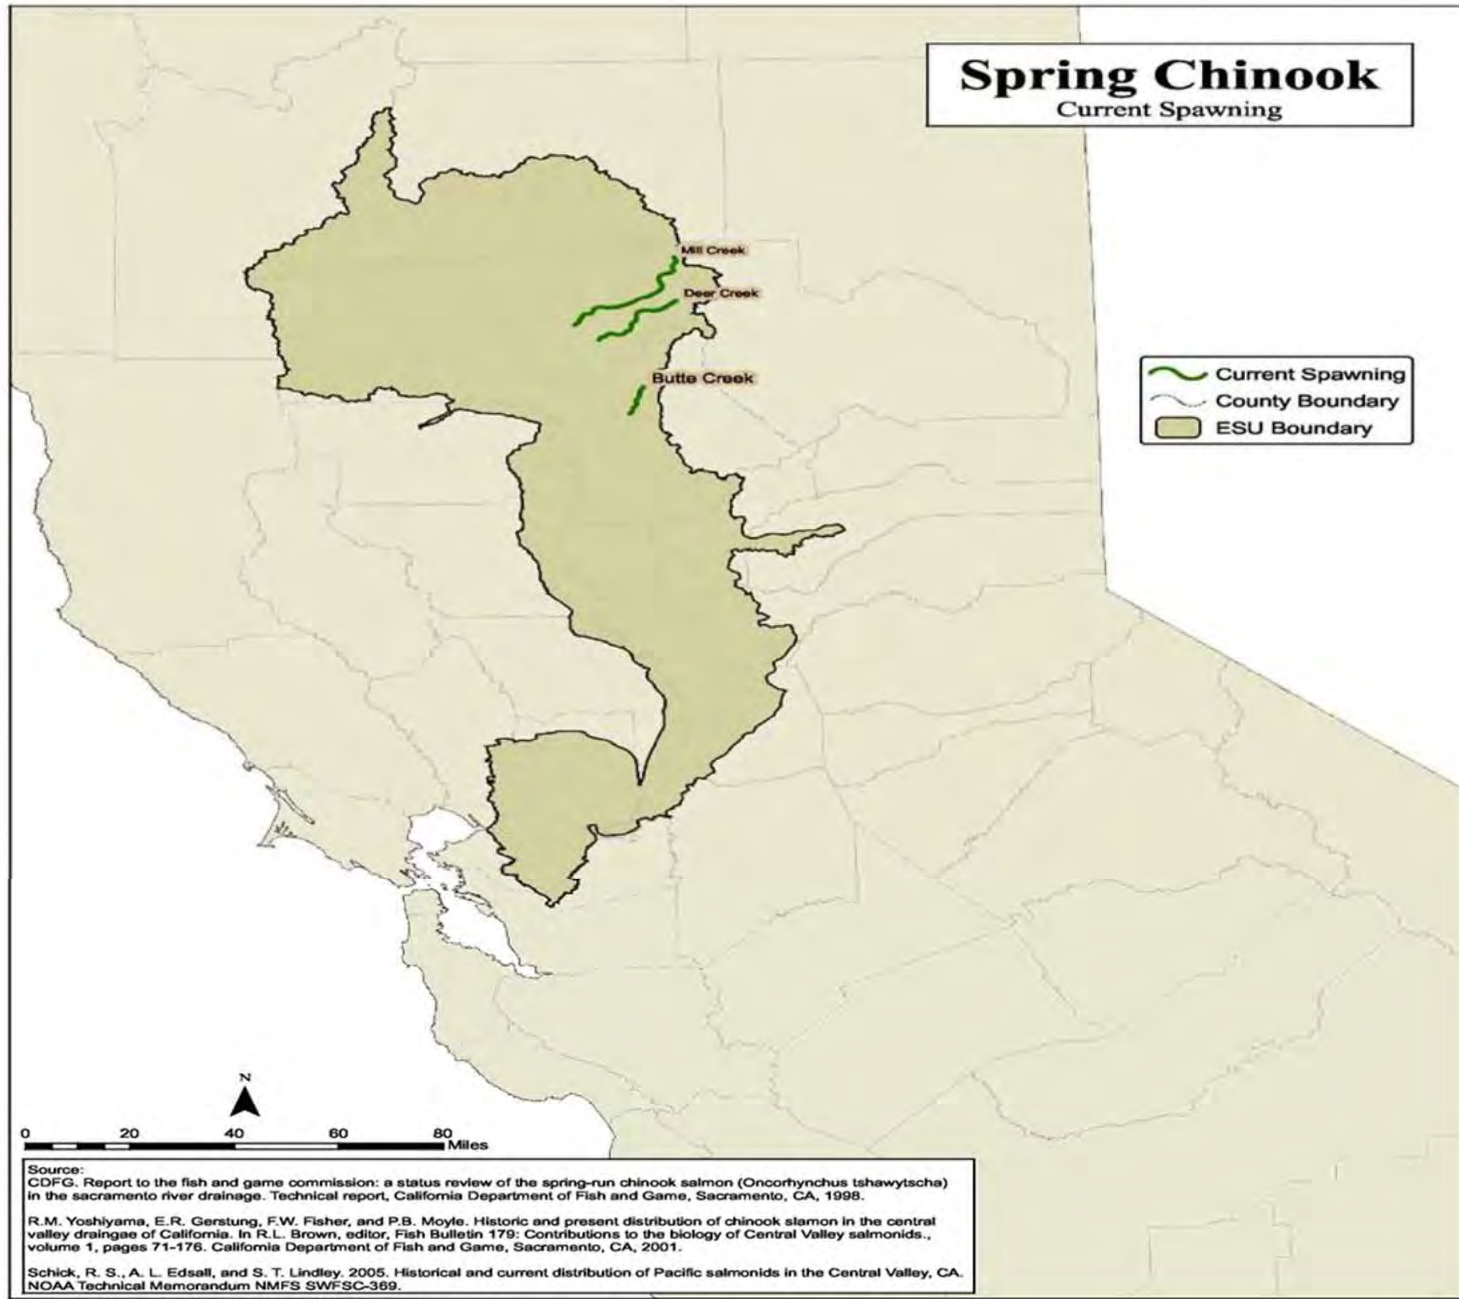 Spring Chinook
Current Spawning
Mill Creek
Deer Creek
Butte Creek
Current Spawning
County Boundary
ESU Boundary
N
0 20 40 60 80
Miles
Source:
CDFG. Report to the fish and game commission: a status review of the spring-run chinook salmon (Oncorhynchus tshawytscha)
in the sacramento river drainage. Technical report, California Department of Fish and Game, Sacramento, CA, 1998.
R.M. Yoshiyama, E.R. Gerstung, F.W. Fisher, and P.B. Moyle. Historic and present distribution of chinook slamon in the central
valley draingae of California. In R.L. Brown, editor, Fish Bulletin 179: Contributions to the biology of Central Valley salmonids.,
volume 1, pages 71-176. California Department of Fish and Game, Sacramento, CA, 2001.
Schick, R. S., A. L. Edsall, and S. T. Lindley. 2005. Historical and current distribution of Pacific salmonids in the Central Valley, CA.
NOAA Technical Memorandum NMFS SWFSC-369.